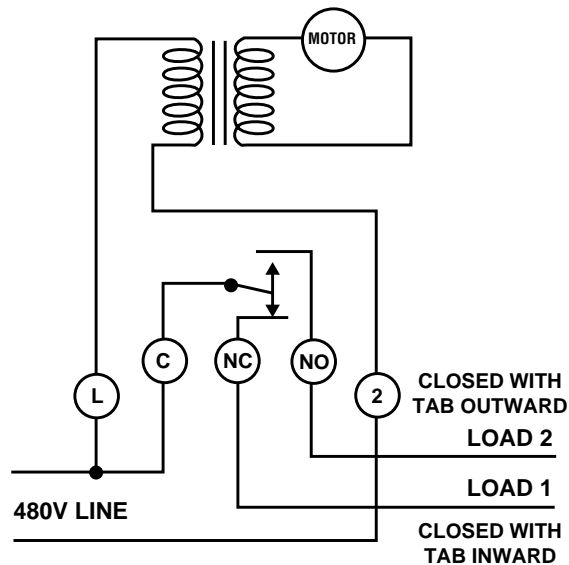 MOTOR
C
NC
NO
L
2
CLOSED WITH
TAB OUTWARD
LOAD 2
LOAD 1
480V LINE
CLOSED WITH
TAB INWARD